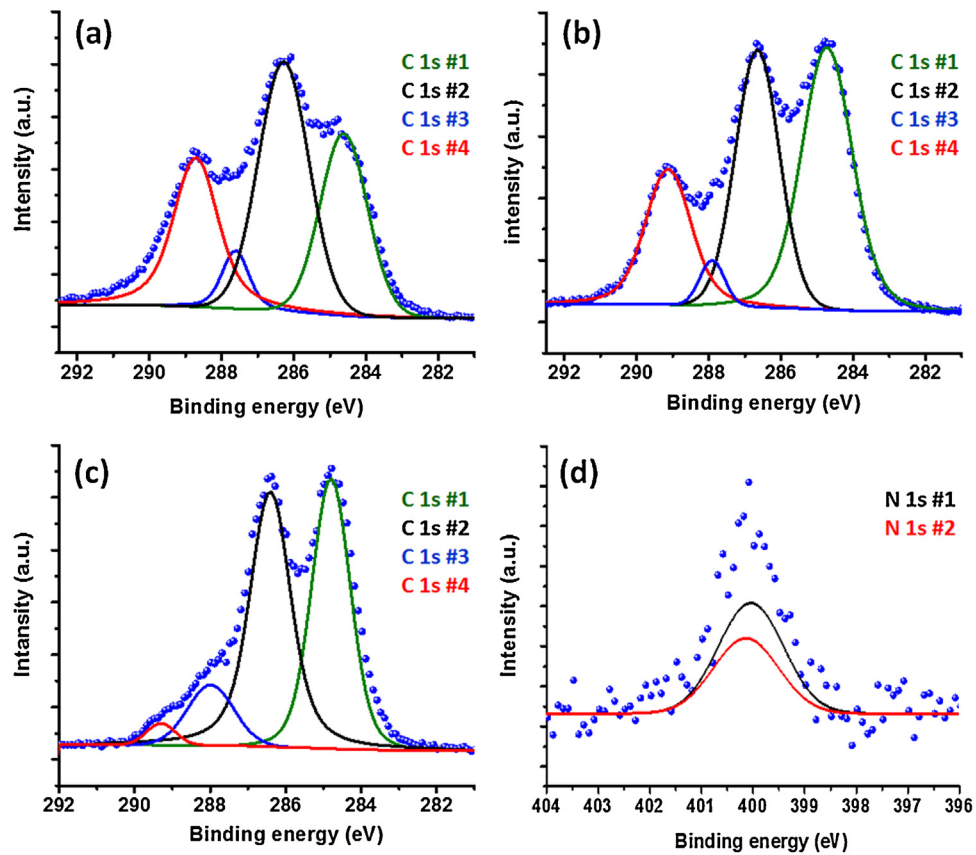 (a)
C 1s #1
C 1s #2
C 1s #3
C 1s #4
Intensity (a.u.)
292 290 288 286 284 282
Binding energy (eV)
(b)
C 1s #1
C 1s #2
C 1s #3
C 1s #4
intensity (a.u.)
292 290 288 286 284 282
Binding energy (eV)
(c)
C 1s #1
C 1s #2
C 1s #3
C 1s #4
Intansity (a.u.)
292 290 288 286 284 282
Binding energy (eV)
(d)
N 1s #1
N 1s #2
Intensity (a.u.)
404 403 402 401 400 399 398 397 396
Binding energy (eV)